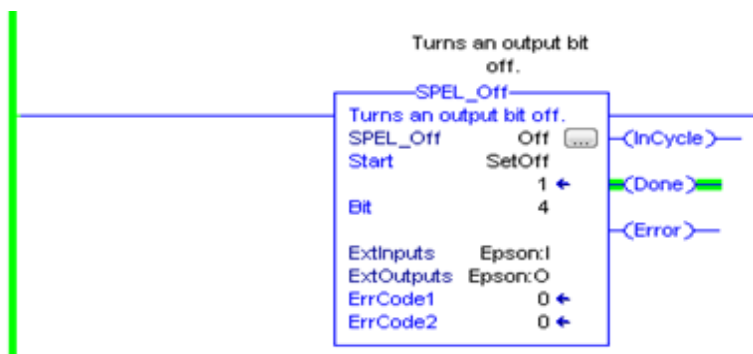 Turns an output bit
off.
SPEL_Off
Turns an output bit off.
SPEL_Off Off ...
Start SetOff
1
Bit 4
ExtInputs Epson:I
ExtOutputs Epson:O
ErrCode1 0
ErrCode2 0
(InCycle)
(Done)
(Error)